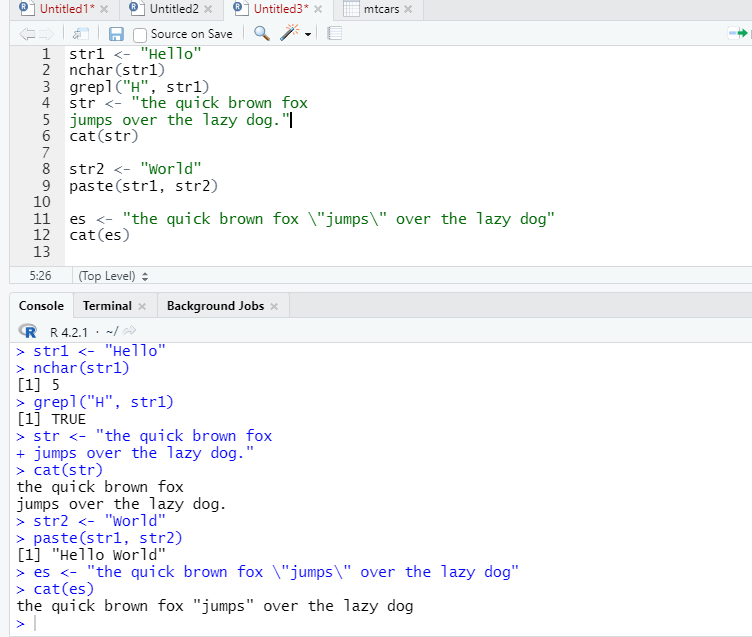 Untitled1* Untitled2 Untitled3* mtcars
Source on Save
1 str1 <- "Hello"
2 nchar(str1)
3 grepl("H", str1)
4 str <- "the quick brown fox
5 jumps over the lazy dog."
6 cat(str)
7
8 str2 <- "World"
9 paste(str1, str2)
10
11 es <- "the quick brown fox \"jumps\" over the lazy dog"
12 cat(es)
13
5:26 (Top Level)
Console Terminal Background Jobs
R R 4.2.1 · ~/
> str1 <- "Hello"
> nchar(str1)
[1] 5
> grepl("H", str1)
[1] TRUE
> str <- "the quick brown fox
+ jumps over the lazy dog."
> cat(str)
the quick brown fox
jumps over the lazy dog.
> str2 <- "World"
> paste(str1, str2)
[1] "Hello World"
> es <- "the quick brown fox \"jumps\" over the lazy dog"
> cat(es)
the quick brown fox "jumps" over the lazy dog
>